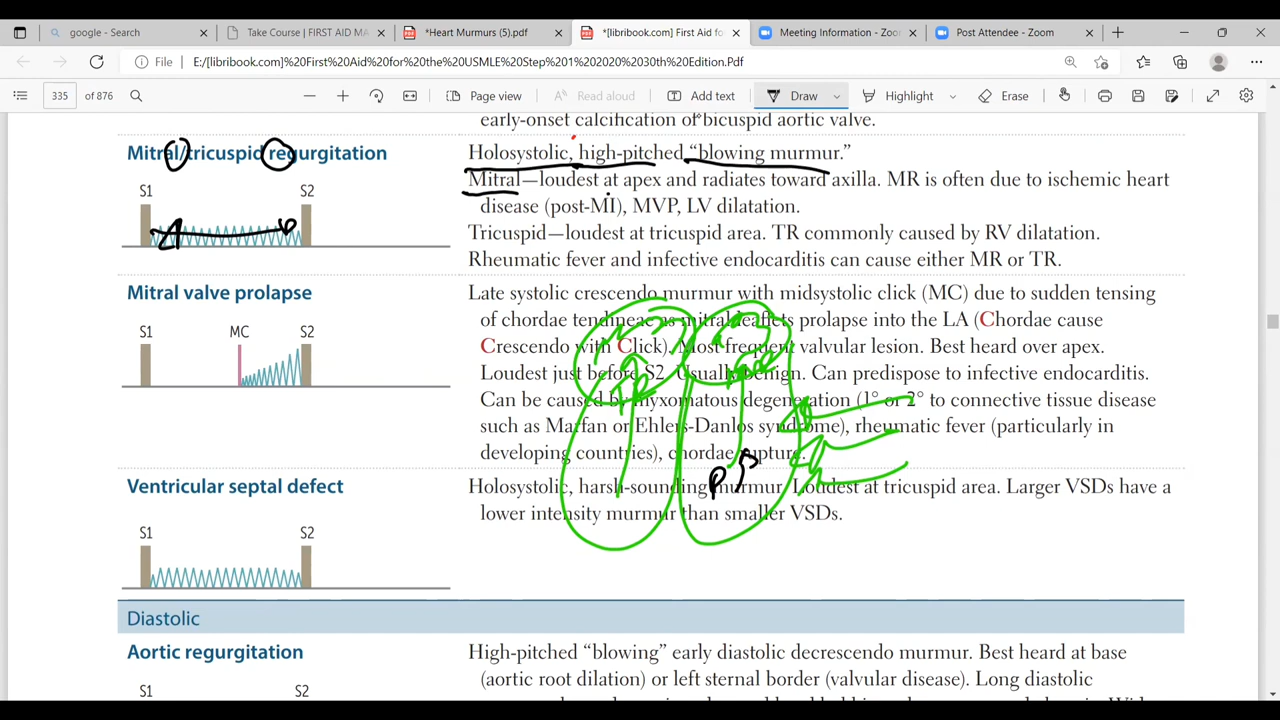 google - Search
Take Course | FIRST AID MA
*Heart Murmurs (5).pdf
*[libribook.com] First Aid fo
Meeting Information - Zoo
Post Attendee - Zoom
File E:/[libribook.com]%20First%20Aid%20for%20the%20USMLE%20Step%201%202020%2030th%20Edition.Pdf
335 of 876
Page view
Read aloud
Add text
Draw
Highlight
Erase
early-onset calcification of bicuspid aortic valve.
Mitral/tricuspid regurgitation
S1 S2
Holosystolic, high-pitched “blowing murmur.”
Mitral—loudest at apex and radiates toward axilla. MR is often due to ischemic heart
disease (post-MI), MVP, LV dilatation.
Tricuspid—loudest at tricuspid area. TR commonly caused by RV dilatation.
Rheumatic fever and infective endocarditis can cause either MR or TR.
Mitral valve prolapse
S1 MC S2
Late systolic crescendo murmur with midsystolic click (MC) due to sudden tensing
of chordae tendineae as mitral leaflets prolapse into the LA (Chordae cause
Crescendo with Click). Most frequent valvular lesion. Best heard over apex.
Loudest just before S2. Usually benign. Can predispose to infective endocarditis.
Can be caused by myxomatous degeneration (1° or 2° to connective tissue disease
such as Marfan or Ehlers-Danlos syndrome), rheumatic fever (particularly in
developing countries), chordae rupture.
Ventricular septal defect
S1 S2
Holosystolic, harsh-sounding murmur. Loudest at tricuspid area. Larger VSDs have a
lower intensity murmur than smaller VSDs.
Diastolic
Aortic regurgitation
S1 S2
High-pitched “blowing” early diastolic decrescendo murmur. Best heard at base
(aortic root dilation) or left sternal border (valvular disease). Long diastolic